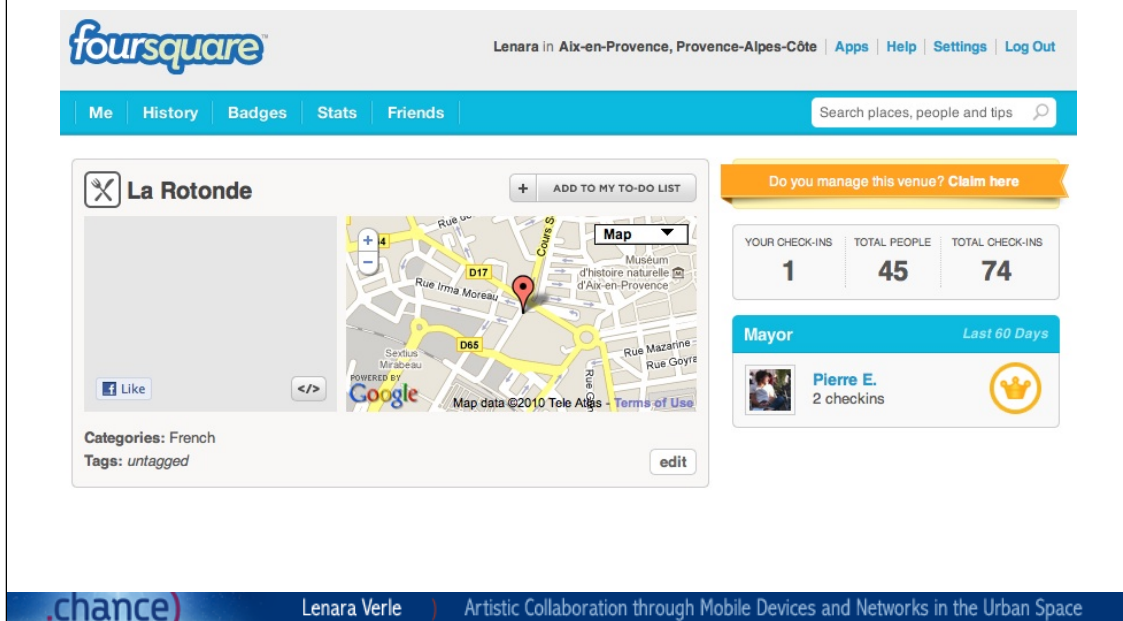 foursquare
Lenara in Aix-en-Provence, Provence-Alpes-Côte | Apps | Help | Settings | Log Out
Me | History | Badges | Stats | Friends
Search places, people and tips
La Rotonde
+ ADD TO MY TO-DO LIST
Do you manage this venue? Claim here
Map
Cours S
D17
Muséum
d'histoire naturelle
d'Aix-en-Provence
Rue Irma Moreau
D65
Sextius
Mirabeau
Rue Mazarine
Rue Goyra
POWERED BY
Google
Map data ©2010 Tele Atlas - Terms of Use
Like
</>
Categories: French
Tags: untagged
edit
YOUR CHECK-INS TOTAL PEOPLE TOTAL CHECK-INS
1 45 74
Mayor Last 60 Days
Pierre E.
2 checkins
.chance) Lenara Verle ) Artistic Collaboration through Mobile Devices and Networks in the Urban Space